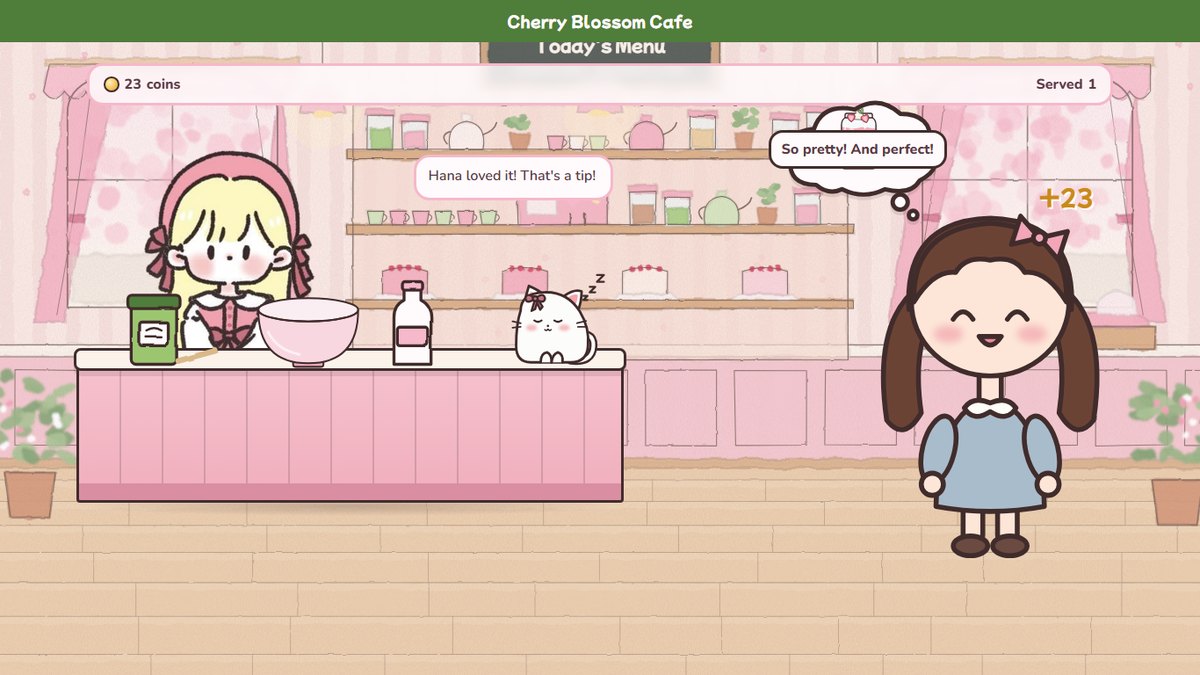 Cherry Blossom Cafe
Today's Menu
23 coins
Served 1
So pretty! And perfect!
Hana loved it! That's a tip!
+23
z
z
z